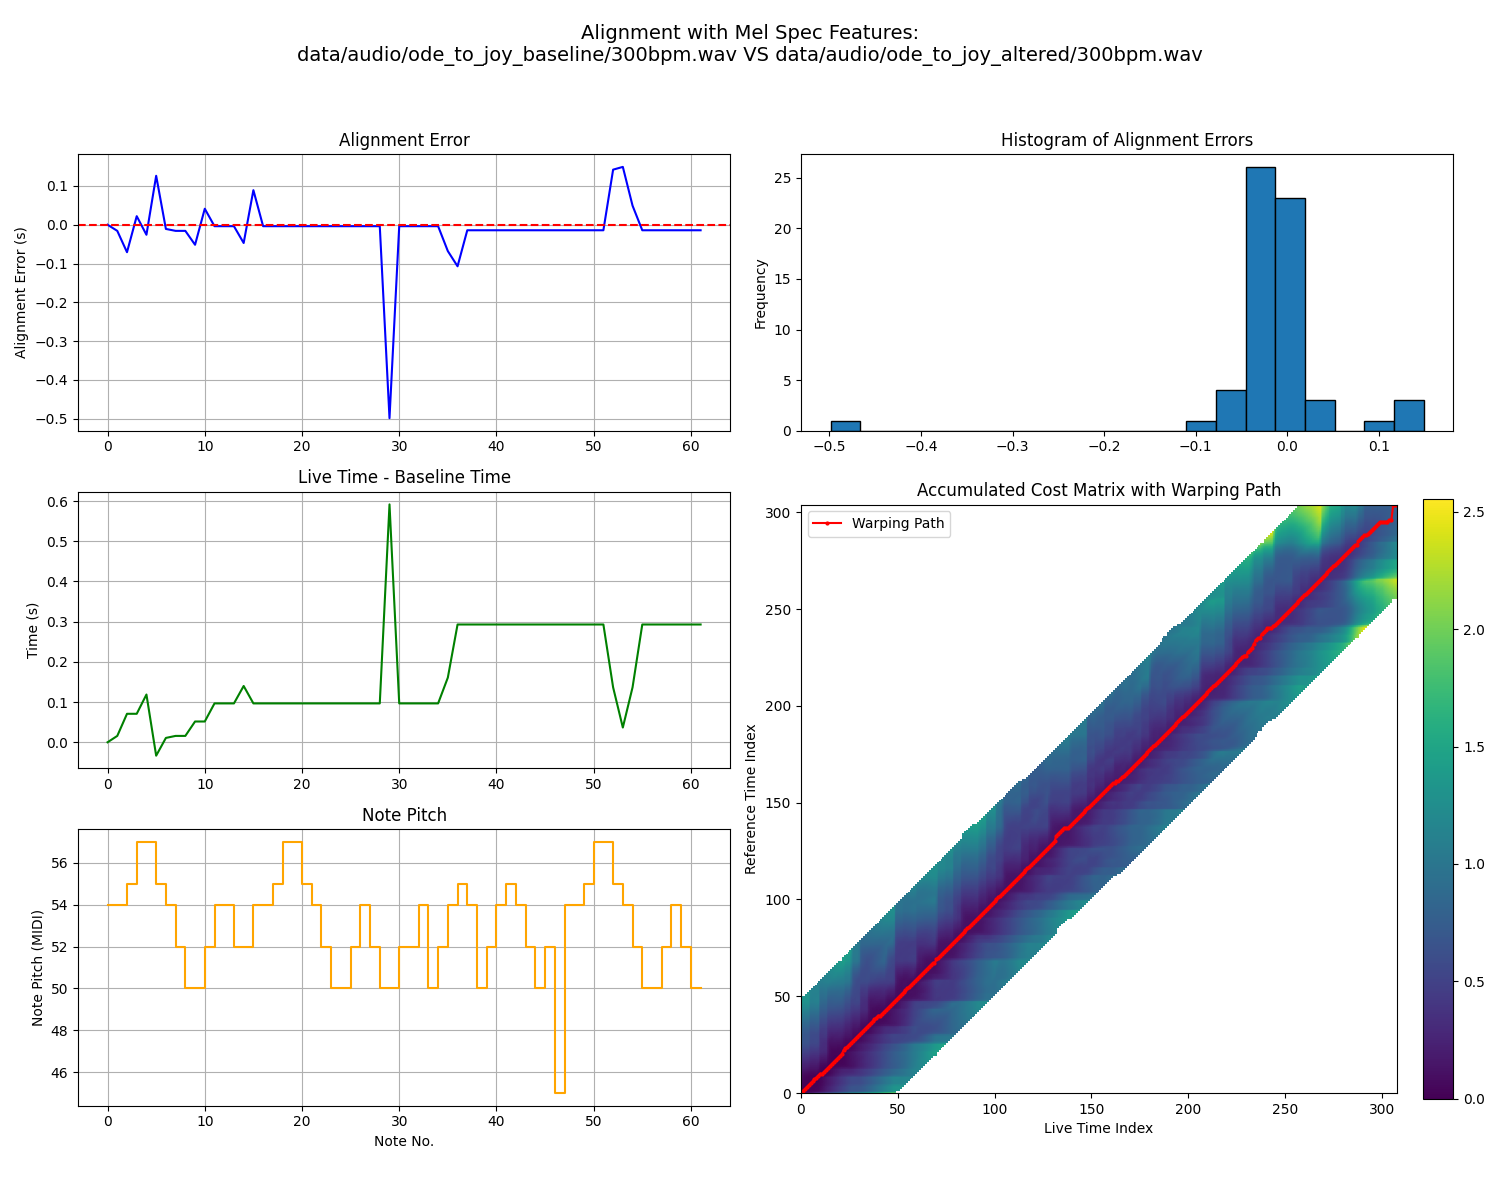 Alignment with Mel Spec Features:
data/audio/ode_to_joy_baseline/300bpm.wav VS data/audio/ode_to_joy_altered/300bpm.wav
Alignment Error
Alignment Error (s)
0.1
0.0
−0.1
−0.2
−0.3
−0.4
−0.5
0 10 20 30 40 50 60
Histogram of Alignment Errors
Frequency
25
20
15
10
5
0
−0.5 −0.4 −0.3 −0.2 −0.1 0.0 0.1
Live Time - Baseline Time
Time (s)
0.6
0.5
0.4
0.3
0.2
0.1
0.0
0 10 20 30 40 50 60
Note Pitch
Note Pitch (MIDI)
56
54
52
50
48
46
0 10 20 30 40 50 60
Note No.
Accumulated Cost Matrix with Warping Path
Warping Path
Reference Time Index
300
250
200
150
100
50
0
0 50 100 150 200 250 300
Live Time Index
2.5
2.0
1.5
1.0
0.5
0.0